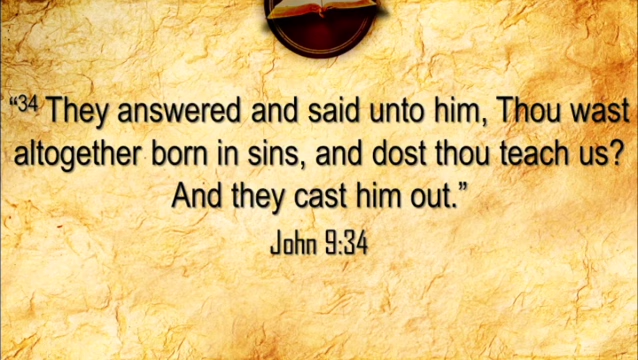 “34 They answered and said unto him, Thou wast
altogether born in sins, and dost thou teach us?
And they cast him out.”
John 9:34